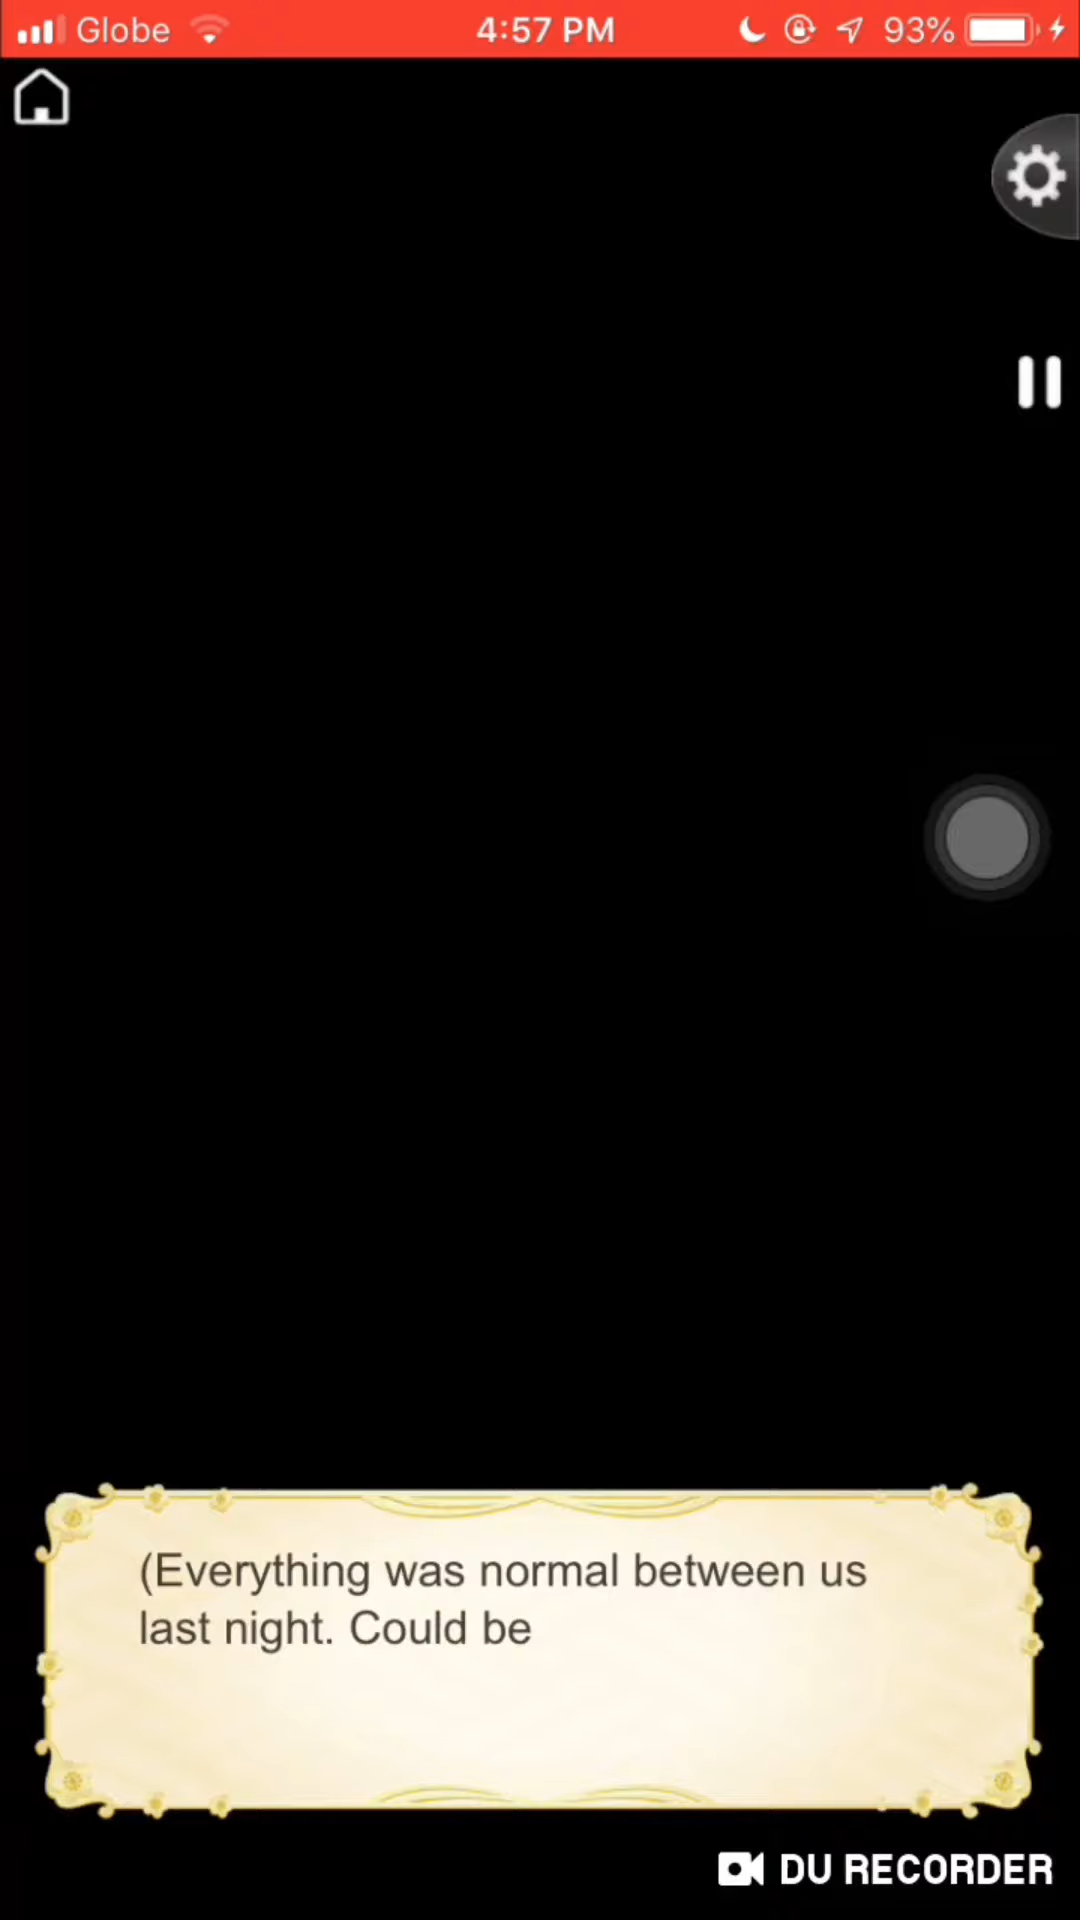 Globe 4:57 PM 93%
(Everything was normal between us
last night. Could be
DU RECORDER